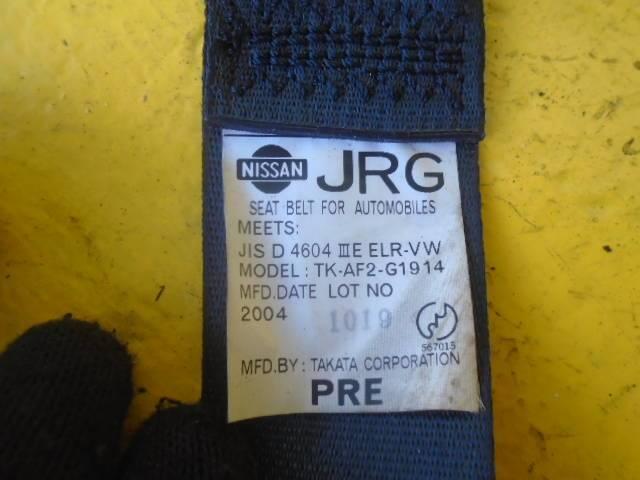 NISSAN JRG
SEAT BELT FOR AUTOMOBILES
MEETS:
JIS D 4604 ⅢE ELR-VW
MODEL : TK-AF2-G1914
MFD.DATE LOT NO
2004 1019
567015
MFD.BY : TAKATA CORPORATION
PRE